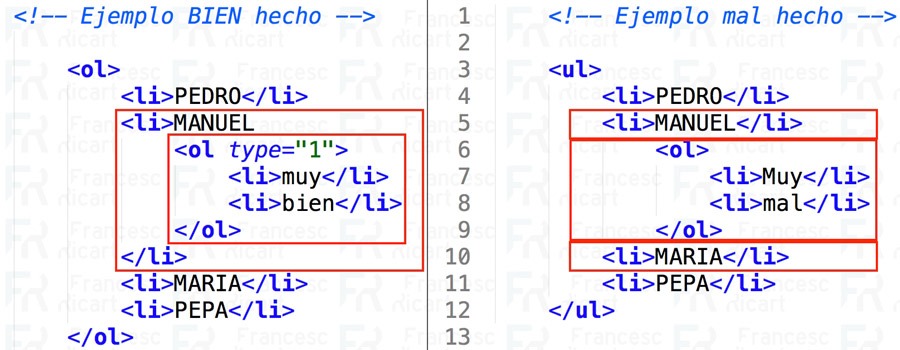 <!-- Ejemplo BIEN hecho -->
<ol>
<li>PEDRO</li>
<li>MANUEL
<ol type="1">
<li>muy</li>
<li>bien</li>
</ol>
</li>
<li>MARIA</li>
<li>PEPA</li>
</ol>
1 <!-- Ejemplo mal hecho -->
2
3 <ul>
4 <li>PEDRO</li>
5 <li>MANUEL</li>
6 <ol>
7 <li>Muy</li>
8 <li>mal</li>
9 </ol>
10 <li>MARIA</li>
11 <li>PEPA</li>
12 </ul>
13
Francesc
Ricart